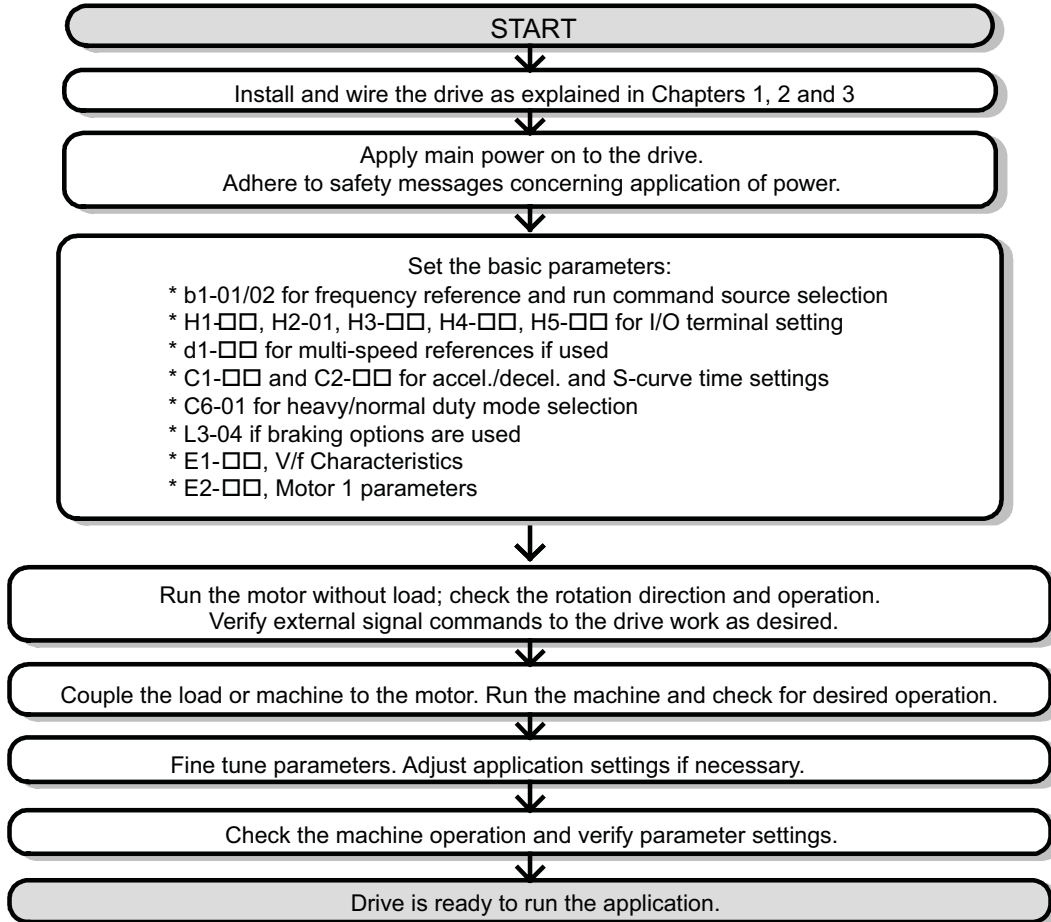 START
Install and wire the drive as explained in Chapters 1, 2 and 3
Apply main power on to the drive.
Adhere to safety messages concerning application of power.
Set the basic parameters:
* b1-01/02 for frequency reference and run command source selection
* H1-□□, H2-01, H3-□□, H4-□□, H5-□□ for I/O terminal setting
* d1-□□ for multi-speed references if used
* C1-□□ and C2-□□ for accel./decel. and S-curve time settings
* C6-01 for heavy/normal duty mode selection
* L3-04 if braking options are used
* E1-□□, V/f Characteristics
* E2-□□, Motor 1 parameters
Run the motor without load; check the rotation direction and operation.
Verify external signal commands to the drive work as desired.
Couple the load or machine to the motor. Run the machine and check for desired operation.
Fine tune parameters. Adjust application settings if necessary.
Check the machine operation and verify parameter settings.
Drive is ready to run the application.